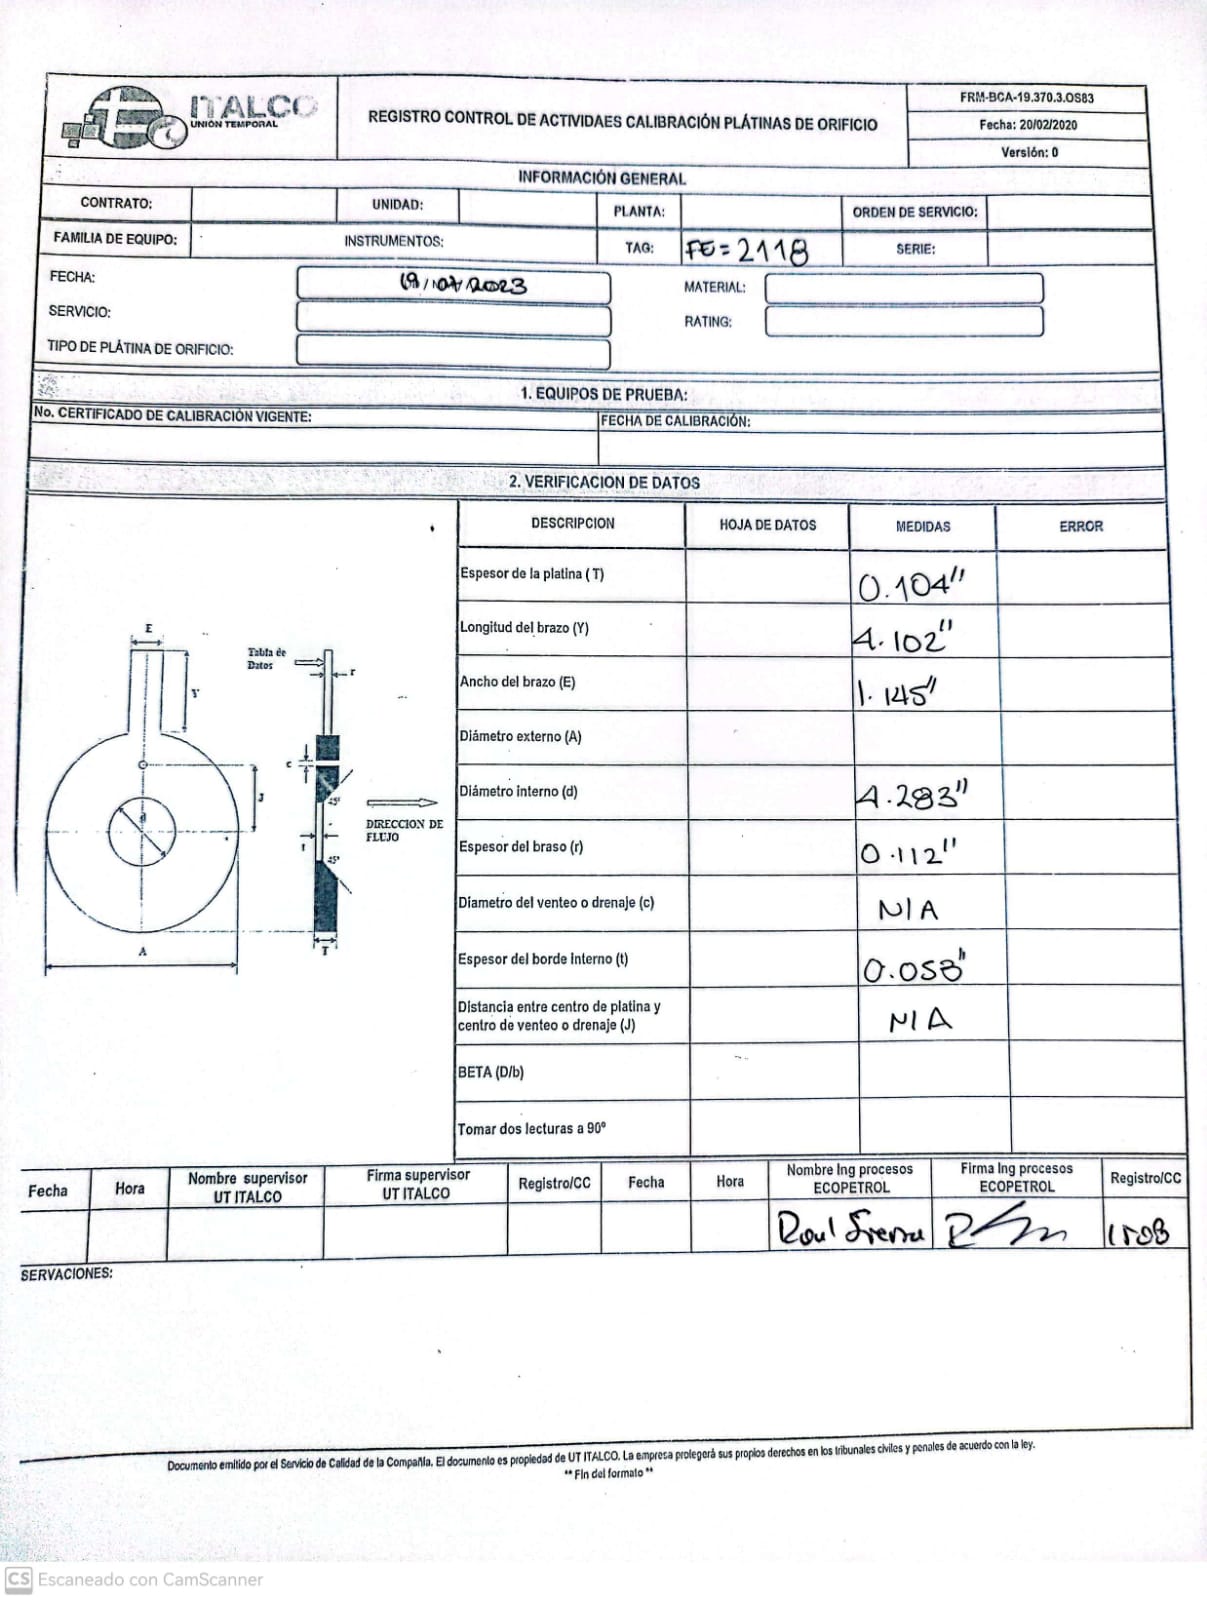 ITALCO
UNIÓN TEMPORAL
REGISTRO CONTROL DE ACTIVIDAES CALIBRACIÓN PLÁTINAS DE ORIFICIO
FRM-BCA-19.370.3.OS83
Fecha: 20/02/2020
Versión: 0
INFORMACIÓN GENERAL
CONTRATO: UNIDAD: PLANTA: ORDEN DE SERVICIO:
FAMILIA DE EQUIPO: INSTRUMENTOS: TAG: FE=2118 SERIE:
FECHA: 19/07/2023 MATERIAL:
SERVICIO: RATING:
TIPO DE PLÁTINA DE ORIFICIO:
1. EQUIPOS DE PRUEBA:
No. CERTIFICADO DE CALIBRACIÓN VIGENTE: FECHA DE CALIBRACIÓN:
2. VERIFICACION DE DATOS
DESCRIPCION HOJA DE DATOS MEDIDAS ERROR
Espesor de la platina ( T) 0.104"
Longitud del brazo (Y) 4.102"
Ancho del brazo (E) 1.145"
Diámetro externo (A)
Diámetro interno (d) 4.283"
Espesor del braso (r) 0.112"
Diametro del venteo o drenaje (c) N/A
Espesor del borde Interno (t) 0.058"
Distancia entre centro de platina y
centro de venteo o drenaje (J) N/A
BETA (D/b)
Tomar dos lecturas a 90º
E
Y
J
d
A
Tabla de
Datos
r
c
45°
t
45°
T
DIRECCION DE
FLUJO
Fecha Hora Nombre supervisor
UT ITALCO Firma supervisor
UT ITALCO Registro/CC Fecha Hora Nombre Ing procesos
ECOPETROL Firma Ing procesos
ECOPETROL Registro/CC
Raul Sierra
SERVACIONES:
Documento emitido por el Servicio de Calidad de la Compañía. El documento es propiedad de UT ITALCO. La empresa protegerá sus propios derechos en los tribunales civiles y penales de acuerdo con la ley.
** Fin del formato **
CS Escaneado con CamScanner